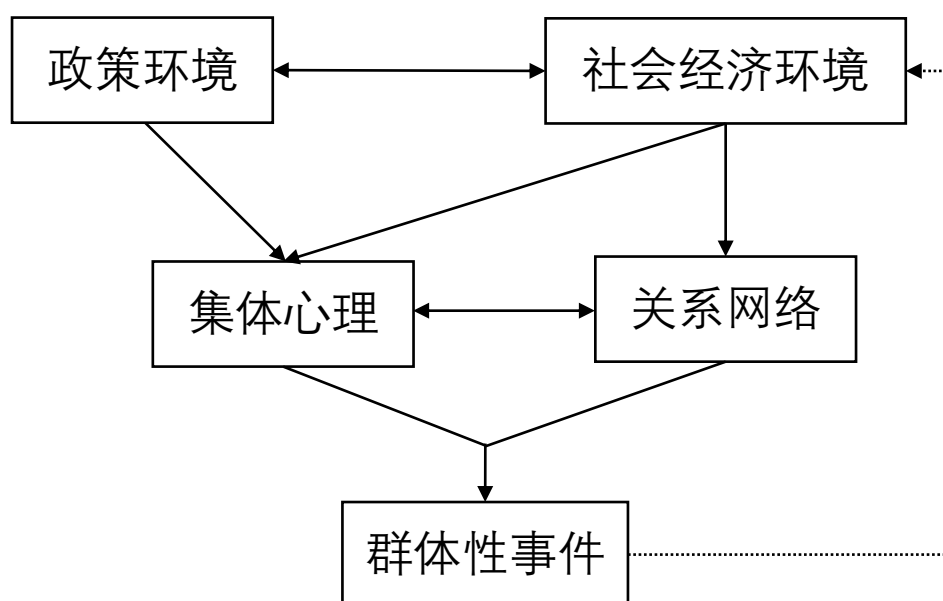 政策环境
社会经济环境
集体心理
关系网络
群体性事件